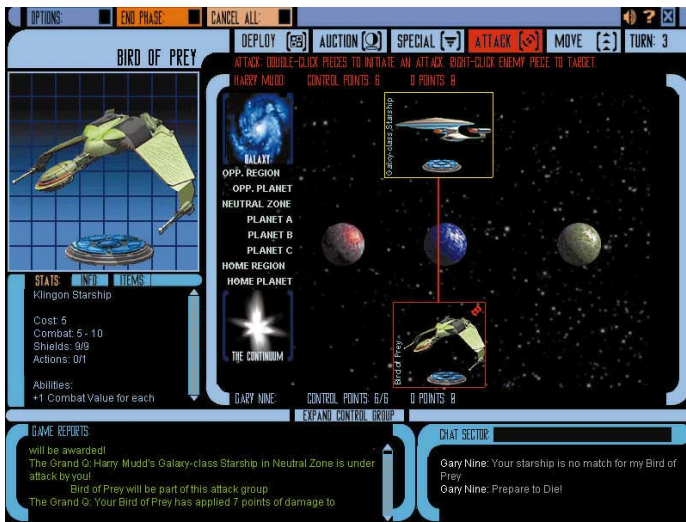 OPTIONS:
END PHASE:
CANCEL ALL:
?
X
BIRD OF PREY
DEPLOY
AUCTION
SPECIAL
ATTACK
MOVE
TURN: 3
ATTACK: DOUBLE-CLICK PIECES TO INITIATE AN ATTACK. RIGHT-CLICK ENEMY PIECE TO TARGET.
HARRY MUDD: CONTROL POINTS 6 Q POINTS 8
GALAXY
Galaxy-class Starship
OPP. REGION
OPP. PLANET
NEUTRAL ZONE
PLANET A
PLANET B
PLANET C
HOME REGION
HOME PLANET
THE CONTINUUM
Bird of Prey
GARY NINE: CONTROL POINTS: 6/6 Q POINTS: 8
STATS: INFO: ITEMS
Klingon Starship
Cost: 5
Combat: 5 - 10
Shields: 9/9
Actions: 0/1
Abilities:
+1 Combat Value for each
EXPAND CONTROL GROUP
GAME REPORTS
will be awarded!
The Grand Q: Harry Mudd's Galaxy-class Starship in Neutral Zone is under
attack by you!
Bird of Prey will be part of this attack group
The Grand Q: Your Bird of Prey has applied 7 points of damage to
CHAT SECTOR:
Gary Nine: Your starship is no match for my Bird of
Prey
Gary Nine: Prepare to Die!